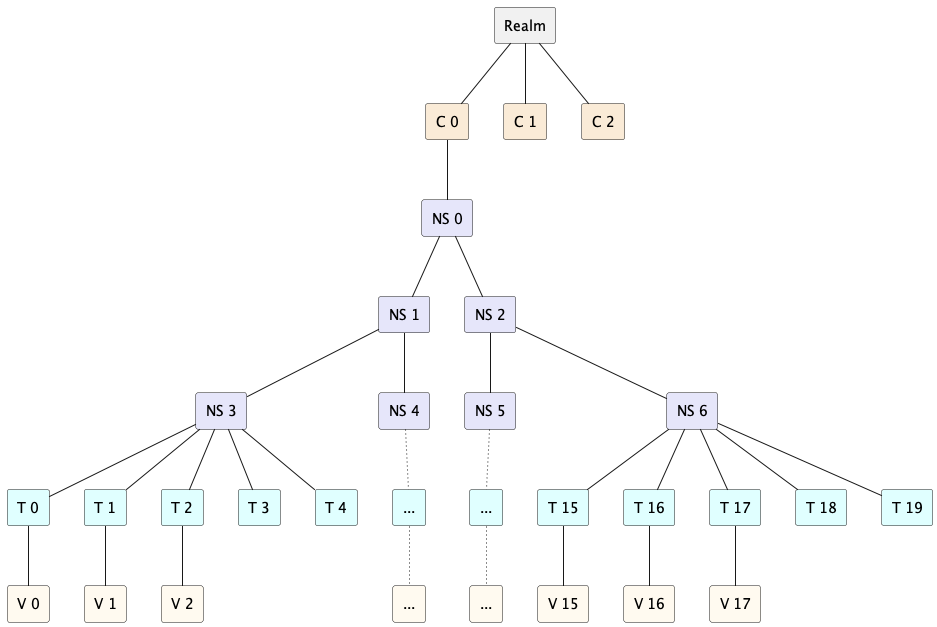 Realm
C 0 C 1 C 2
NS 0
NS 1 NS 2
NS 3 NS 4 NS 5 NS 6
T 0 T 1 T 2 T 3 T 4 ... ... T 15 T 16 T 17 T 18 T 19
V 0 V 1 V 2 ... ... V 15 V 16 V 17